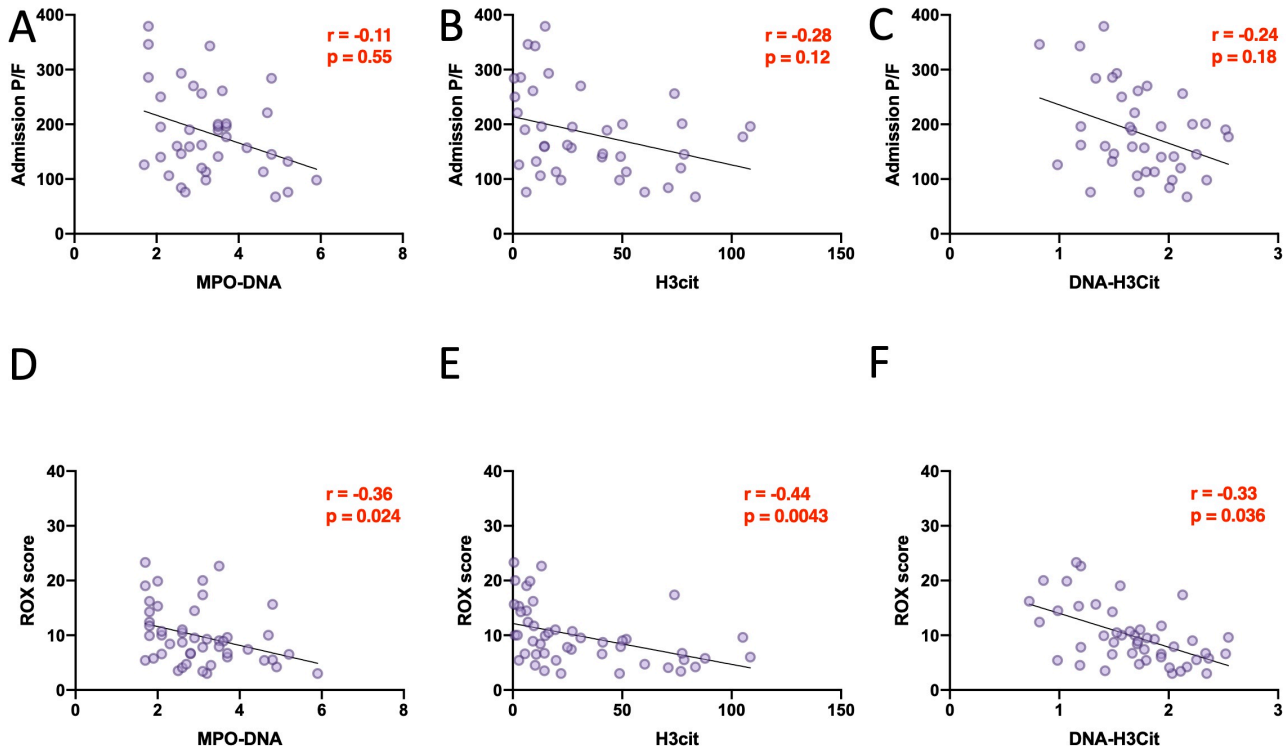 A
400
300
200
100
0
Admission P/F
r = -0.11
p = 0.55
0
2
4
6
8
MPO-DNA
B
400
300
200
100
0
Admission P/F
r = -0.28
p = 0.12
0
50
100
150
H3cit
C
400
300
200
100
0
Admission P/F
r = -0.24
p = 0.18
0
1
2
3
DNA-H3Cit
D
40
30
20
10
0
ROX score
r = -0.36
p = 0.024
0
2
4
6
8
MPO-DNA
E
40
30
20
10
0
ROX score
r = -0.44
p = 0.0043
0
50
100
150
H3cit
F
40
30
20
10
0
ROX score
r = -0.33
p = 0.036
0
1
2
3
DNA-H3Cit